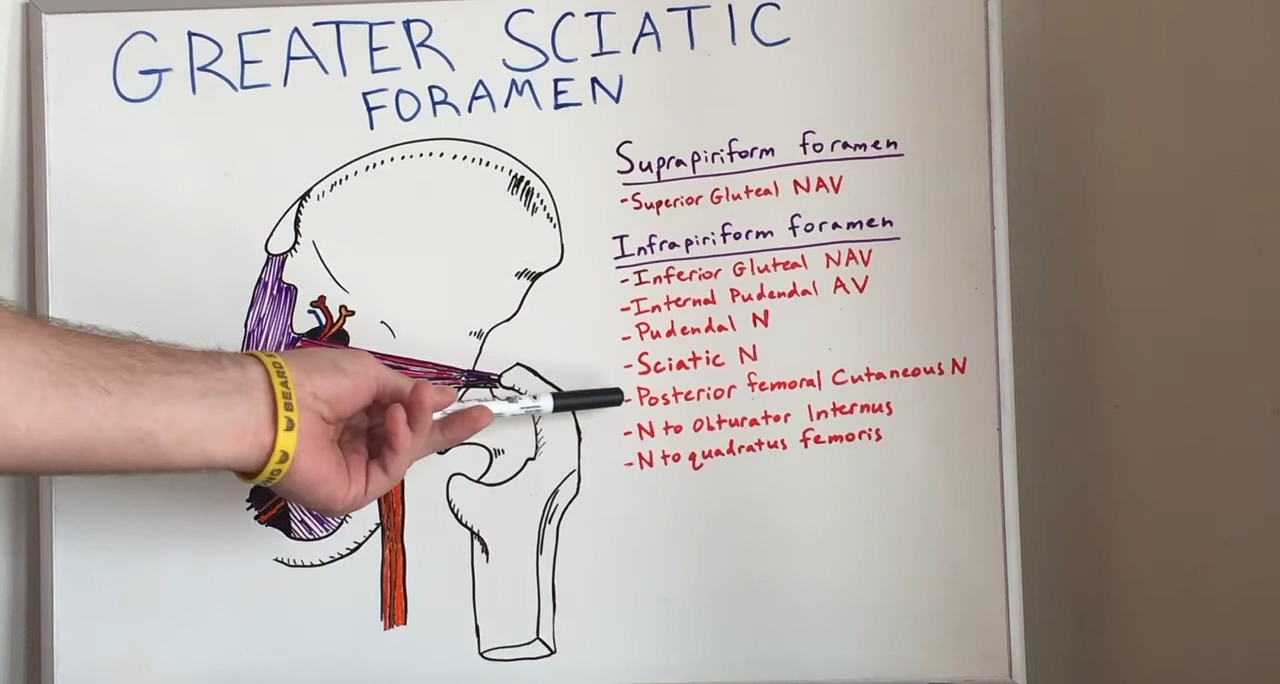 GREATER SCIATIC
FORAMEN
Suprapiriform foramen
-Superior Gluteal NAV
Infrapiriform foramen
-Inferior Gluteal NAV
-Internal Pudendal AV
-Pudendal N
-Sciatic N
-Posterior femoral Cutaneous N
-N to Obturator Internus
-N to quadratus femoris
BEARD